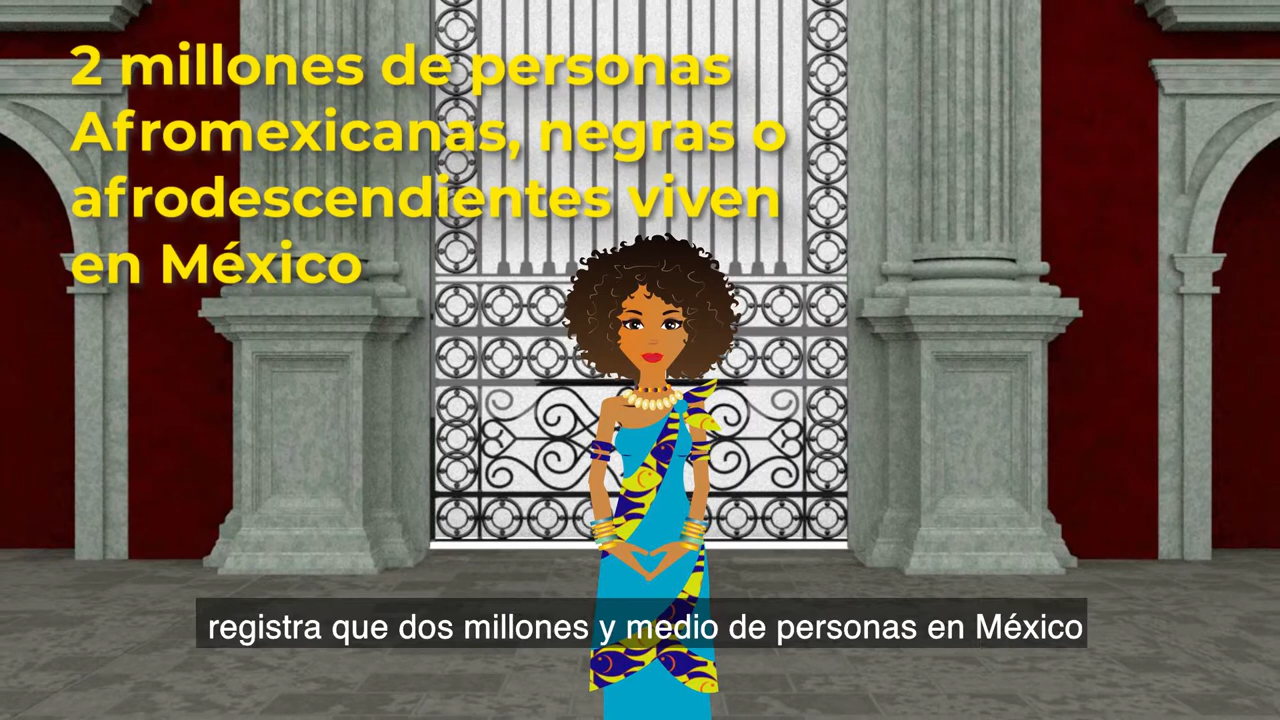 2 millones de personas
Afromexicanas, negras o
afrodescendientes viven
en México
registra que dos millones y medio de personas en México